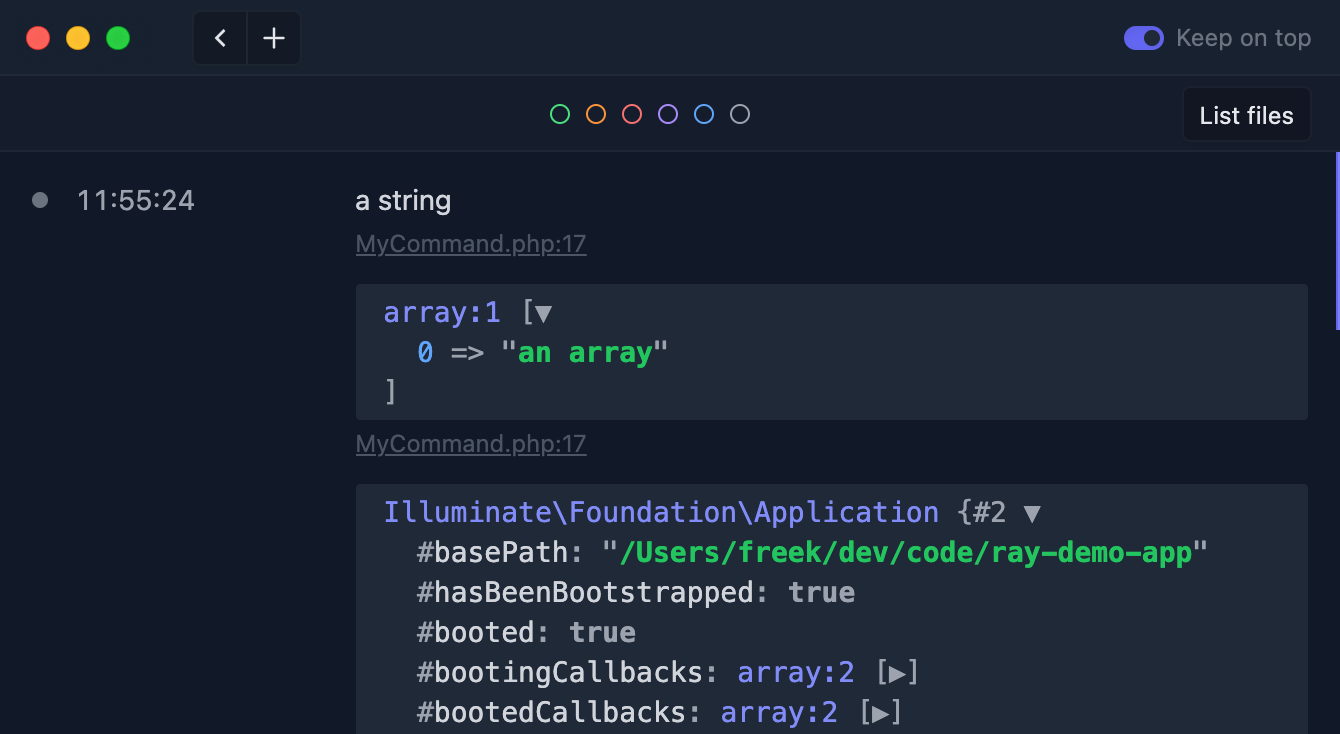 Keep on top
List files
11:55:24 a string
MyCommand.php:17
array:1 [▼
  0 => "an array"
]
MyCommand.php:17
Illuminate\Foundation\Application {#2 ▼
  #basePath: "/Users/freek/dev/code/ray-demo-app"
  #hasBeenBootstrapped: true
  #booted: true
  #bootingCallbacks: array:2 [▶]
  #bootedCallbacks: array:2 [▶]